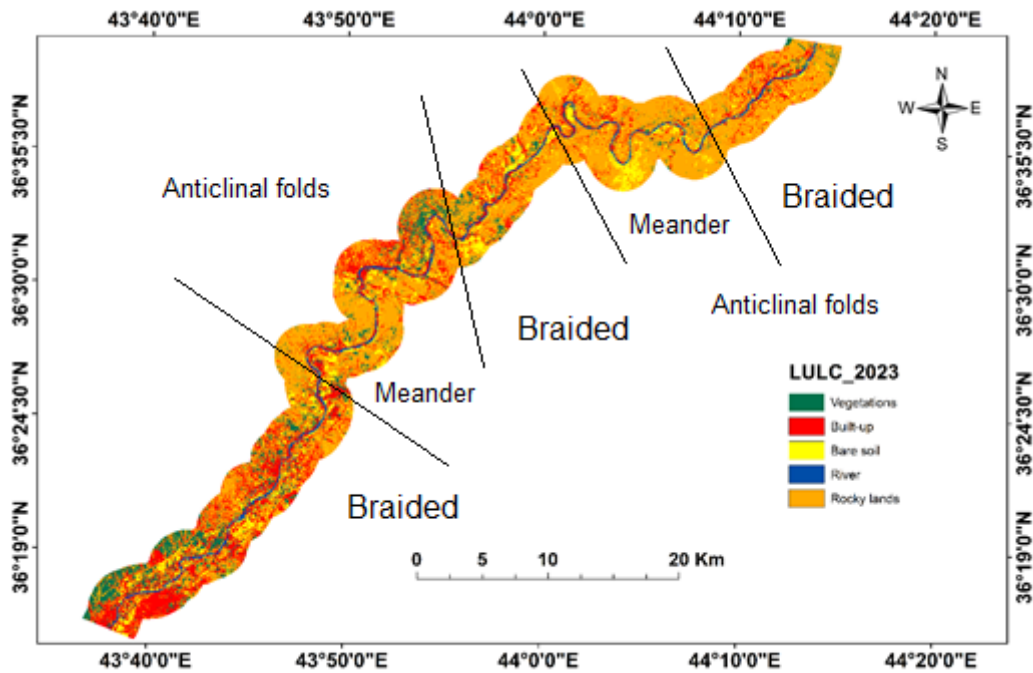 43°40'0"E 43°50'0"E 44°0'0"E 44°10'0"E 44°20'0"E
N
W E
S
36°35'30"N 36°35'30"N
Anticlinal folds
Braided
Meander
36°30'0"N 36°30'0"N
Anticlinal folds
Braided
LULC_2023
Meander
Vegetations
36°24'30"N 36°24'30"N
Built-up
Bare soil
River
Rocky lands
Braided
36°19'0"N 36°19'0"N
0 5 10 20 Km
43°40'0"E 43°50'0"E 44°0'0"E 44°10'0"E 44°20'0"E